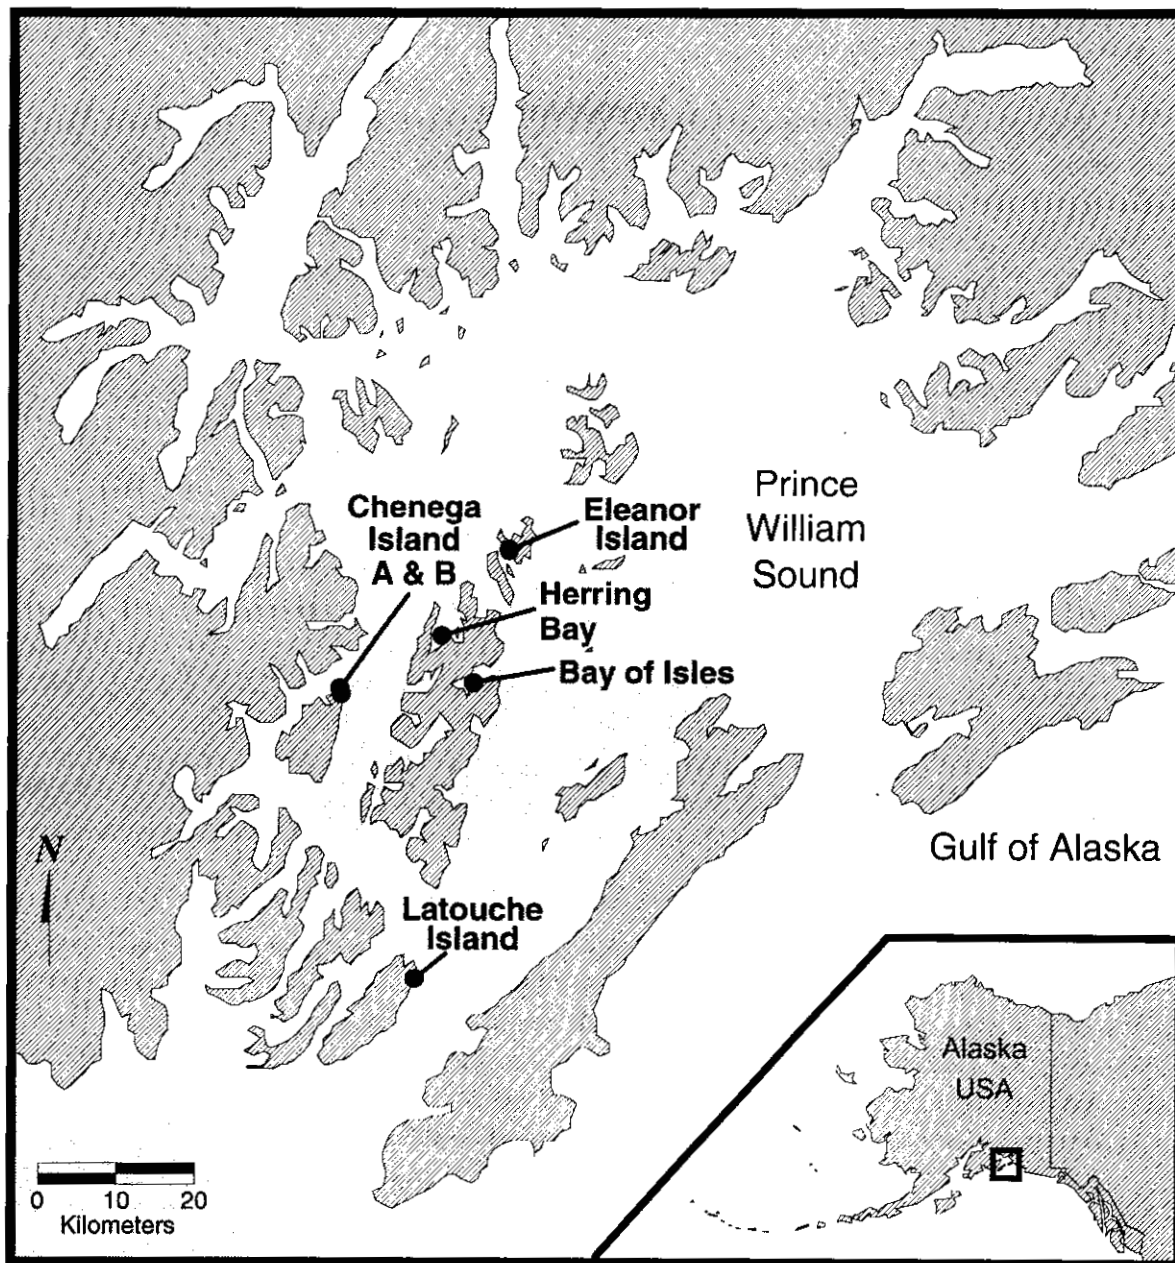 Prince
William
Sound
Chenega
Island
A & B
Eleanor
Island
Herring
Bay
Bay of Isles
N
Gulf of Alaska
Latouche
Island
Alaska
USA
0 10 20
Kilometers